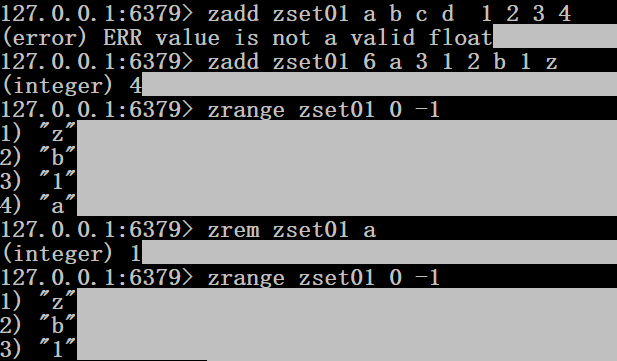 127.0.0.1:6379> zadd zset01 a b c d  1 2 3 4
(error) ERR value is not a valid float
127.0.0.1:6379> zadd zset01 6 a 3 1 2 b 1 z
(integer) 4
127.0.0.1:6379> zrange zset01 0 -1
1) "z"
2) "b"
3) "1"
4) "a"
127.0.0.1:6379> zrem zset01 a
(integer) 1
127.0.0.1:6379> zrange zset01 0 -1
1) "z"
2) "b"
3) "1"